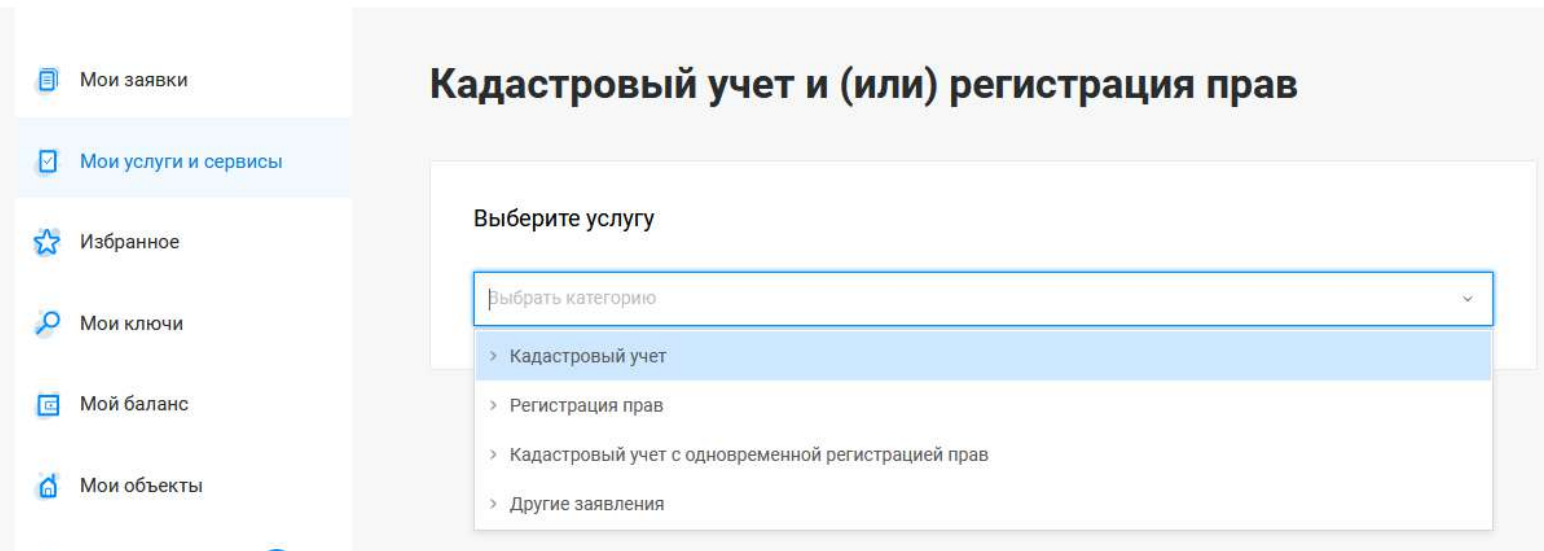 Мои заявки
Мои услуги и сервисы
Избранное
Мои ключи
Мой баланс
Мои объекты
Кадастровый учет и (или) регистрация прав
Выберите услугу
Выбрать категорию
Кадастровый учет
Регистрация прав
Кадастровый учет с одновременной регистрацией прав
Другие заявления